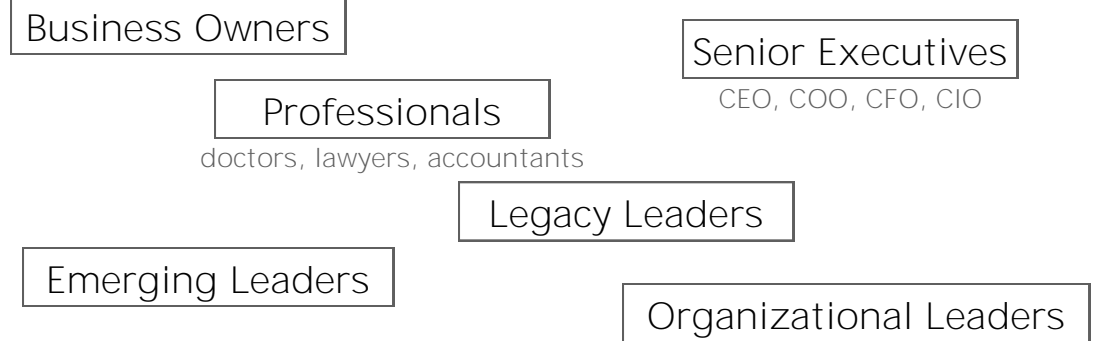 Business Owners
Senior Executives
CEO, COO, CFO, CIO
Professionals
doctors, lawyers, accountants
Legacy Leaders
Emerging Leaders
Organizational Leaders